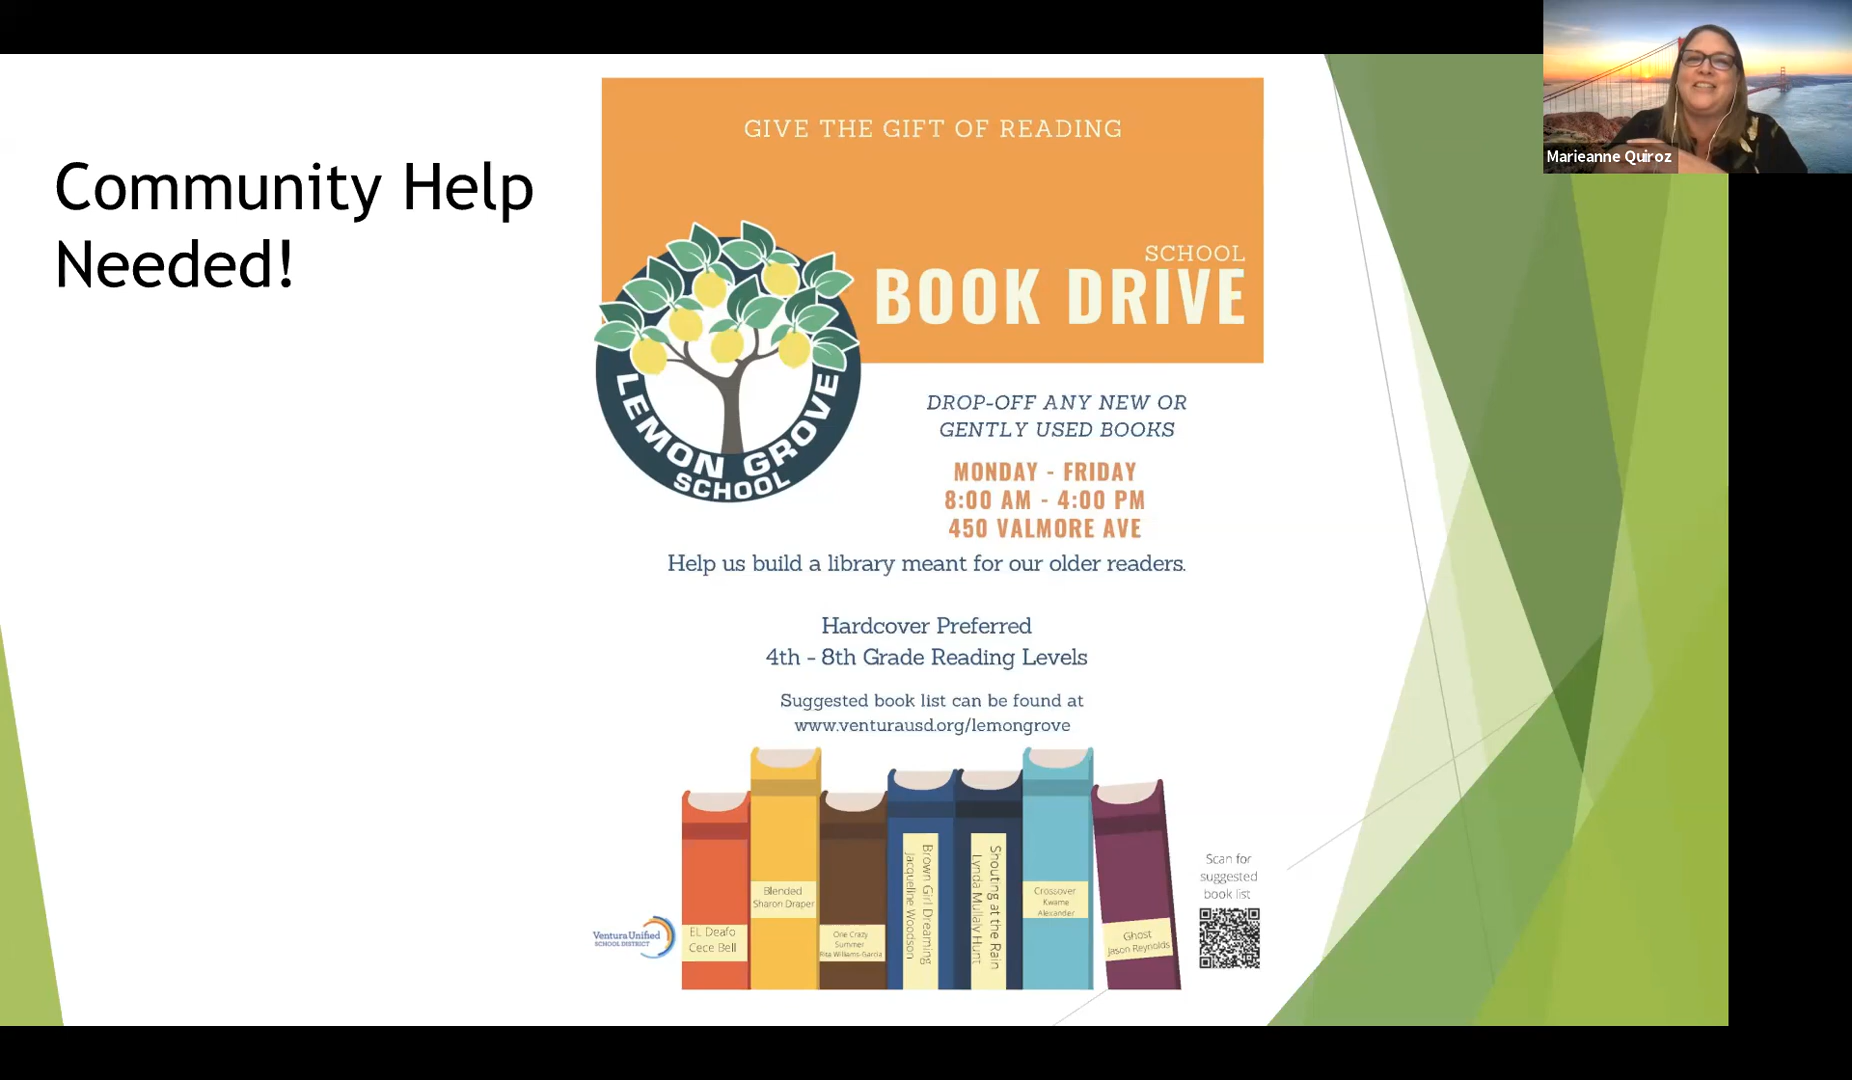 Community Help
Needed!
GIVE THE GIFT OF READING
SCHOOL
BOOK DRIVE
LEMON GROVE
SCHOOL
DROP-OFF ANY NEW OR
GENTLY USED BOOKS
MONDAY - FRIDAY
8:00 AM - 4:00 PM
450 VALMORE AVE
Help us build a library meant for our older readers.
Hardcover Preferred
4th - 8th Grade Reading Levels
Suggested book list can be found at
www.venturausd.org/lemongrove
Ventura Unified
SCHOOL DISTRICT
EL Deafo
Cece Bell
Blended
Sharon Draper
One Crazy
Summer
Rita Williams-Garcia
Brown Girl Dreaming
Jacqueline Woodson
Shouting at the Rain
Lynda Mullaly Hunt
Crossover
Kwame
Alexander
Ghost
Jason Reynolds
Scan for
suggested
book list
Marieanne Quiroz